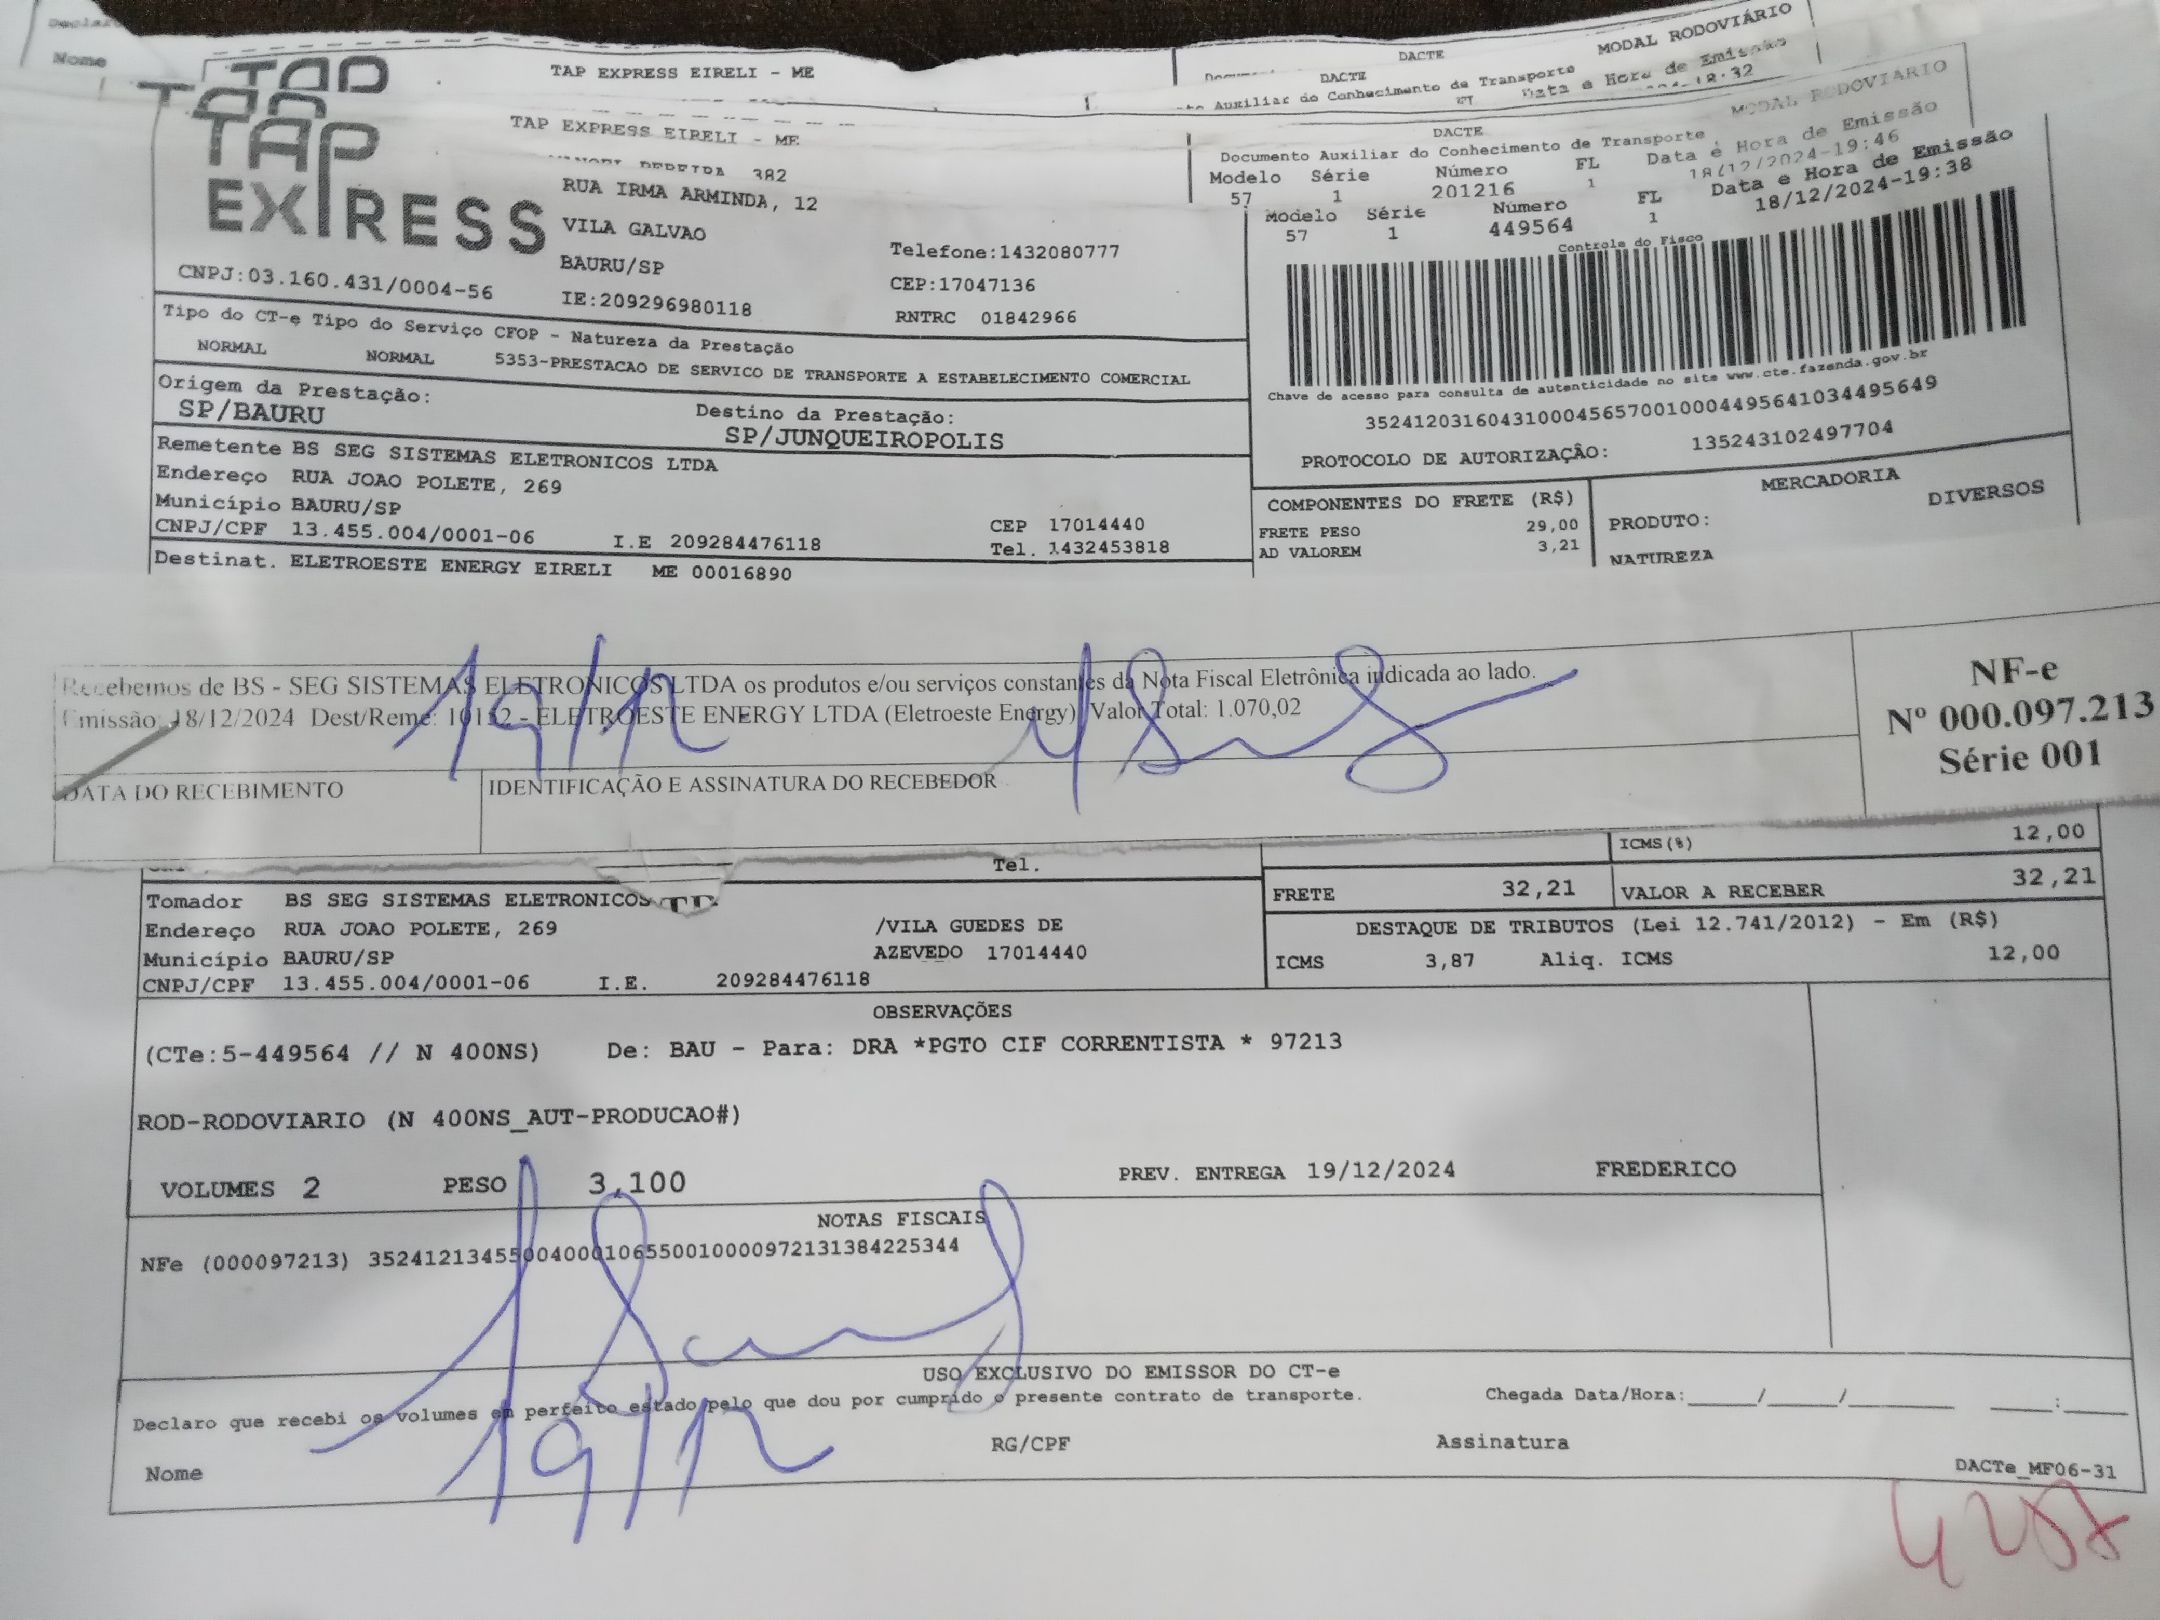 Nome
TAP
TAP EXPRESS EIRELI - ME
DACTE
MODAL RODOVIÁRIO
DACTE
Auxiliar do Conhecimento de Transporte
Data e Hora de Emissão
TAP EXPRESS EIRELI - ME
382
DACTE
MODAL RODOVIARIO
Documento Auxiliar do Conhecimento de Transporte
Modelo Série Número FL Data e Hora de Emissão
57 1 201216 1 18/12/2024-19:46
TAP EXPRESS
RUA IRMA ARMINDA, 12
VILA GALVAO
BAURU/SP
IE:209296980118
Telefone:1432080777
CEP:17047136
RNTRC 01842966
CNPJ:03.160.431/0004-56
Modelo Série Número FL Data e Hora de Emissão
57 1 449564 1 18/12/2024-19:38
Controle do Fisco
Chave de acesso para consulta de autenticidade no site www.cte.fazenda.gov.br
35241203160431000456570010004495641034495649
PROTOCOLO DE AUTORIZAÇÂO: 135243102497704
Tipo do CT-e Tipo do Serviço CFOP - Natureza da Prestação
NORMAL NORMAL 5353-PRESTACAO DE SERVICO DE TRANSPORTE A ESTABELECIMENTO COMERCIAL
Origem da Prestação: Destino da Prestação:
SP/BAURU SP/JUNQUEIROPOLIS
Remetente BS SEG SISTEMAS ELETRONICOS LTDA
Endereço RUA JOAO POLETE, 269
Município BAURU/SP CEP 17014440
CNPJ/CPF 13.455.004/0001-06 I.E 209284476118 Tel. 1432453818
Destinat. ELETROESTE ENERGY EIRELI ME 00016890
COMPONENTES DO FRETE (R$)
FRETE PESO 29,00
AD VALOREM 3,21
MERCADORIA
PRODUTO: DIVERSOS
NATUREZA
Recebemos de BS - SEG SISTEMAS ELETRONICOS LTDA os produtos e/ou serviços constantes da Nota Fiscal Eletrônica indicada ao lado.
Emissão: 18/12/2024 Dest/Reme: 10132 - ELETROESTE ENERGY LTDA (Eletroeste Energy) Valor Total: 1.070,02
19/12
DATA DO RECEBIMENTO
IDENTIFICAÇÃO E ASSINATURA DO RECEBEDOR
NF-e
Nº 000.097.213
Série 001
Tel.
ICMS(%) 12,00
FRETE 32,21 VALOR A RECEBER 32,21
Tomador BS SEG SISTEMAS ELETRONICOS
Endereço RUA JOAO POLETE, 269 /VILA GUEDES DE
Município BAURU/SP AZEVEDO 17014440
CNPJ/CPF 13.455.004/0001-06 I.E. 209284476118
DESTAQUE DE TRIBUTOS (Lei 12.741/2012) - Em (R$)
ICMS 3,87 Aliq. ICMS 12,00
OBSERVAÇÕES
(CTe:5-449564 // N 400NS) De: BAU - Para: DRA *PGTO CIF CORRENTISTA * 97213
ROD-RODOVIARIO (N 400NS_AUT-PRODUCAO#)
VOLUMES 2 PESO 3,100 PREV. ENTREGA 19/12/2024 FREDERICO
NOTAS FISCAIS
NFe (000097213) 35241213455004000106550010000972131384225344
USO EXCLUSIVO DO EMISSOR DO CT-e
Declaro que recebi os volumes em perfeito estado pelo que dou por cumprido o presente contrato de transporte. Chegada Data/Hora:____/____/______ ____:____
19/12
Nome RG/CPF Assinatura
DACTe_MF06-31